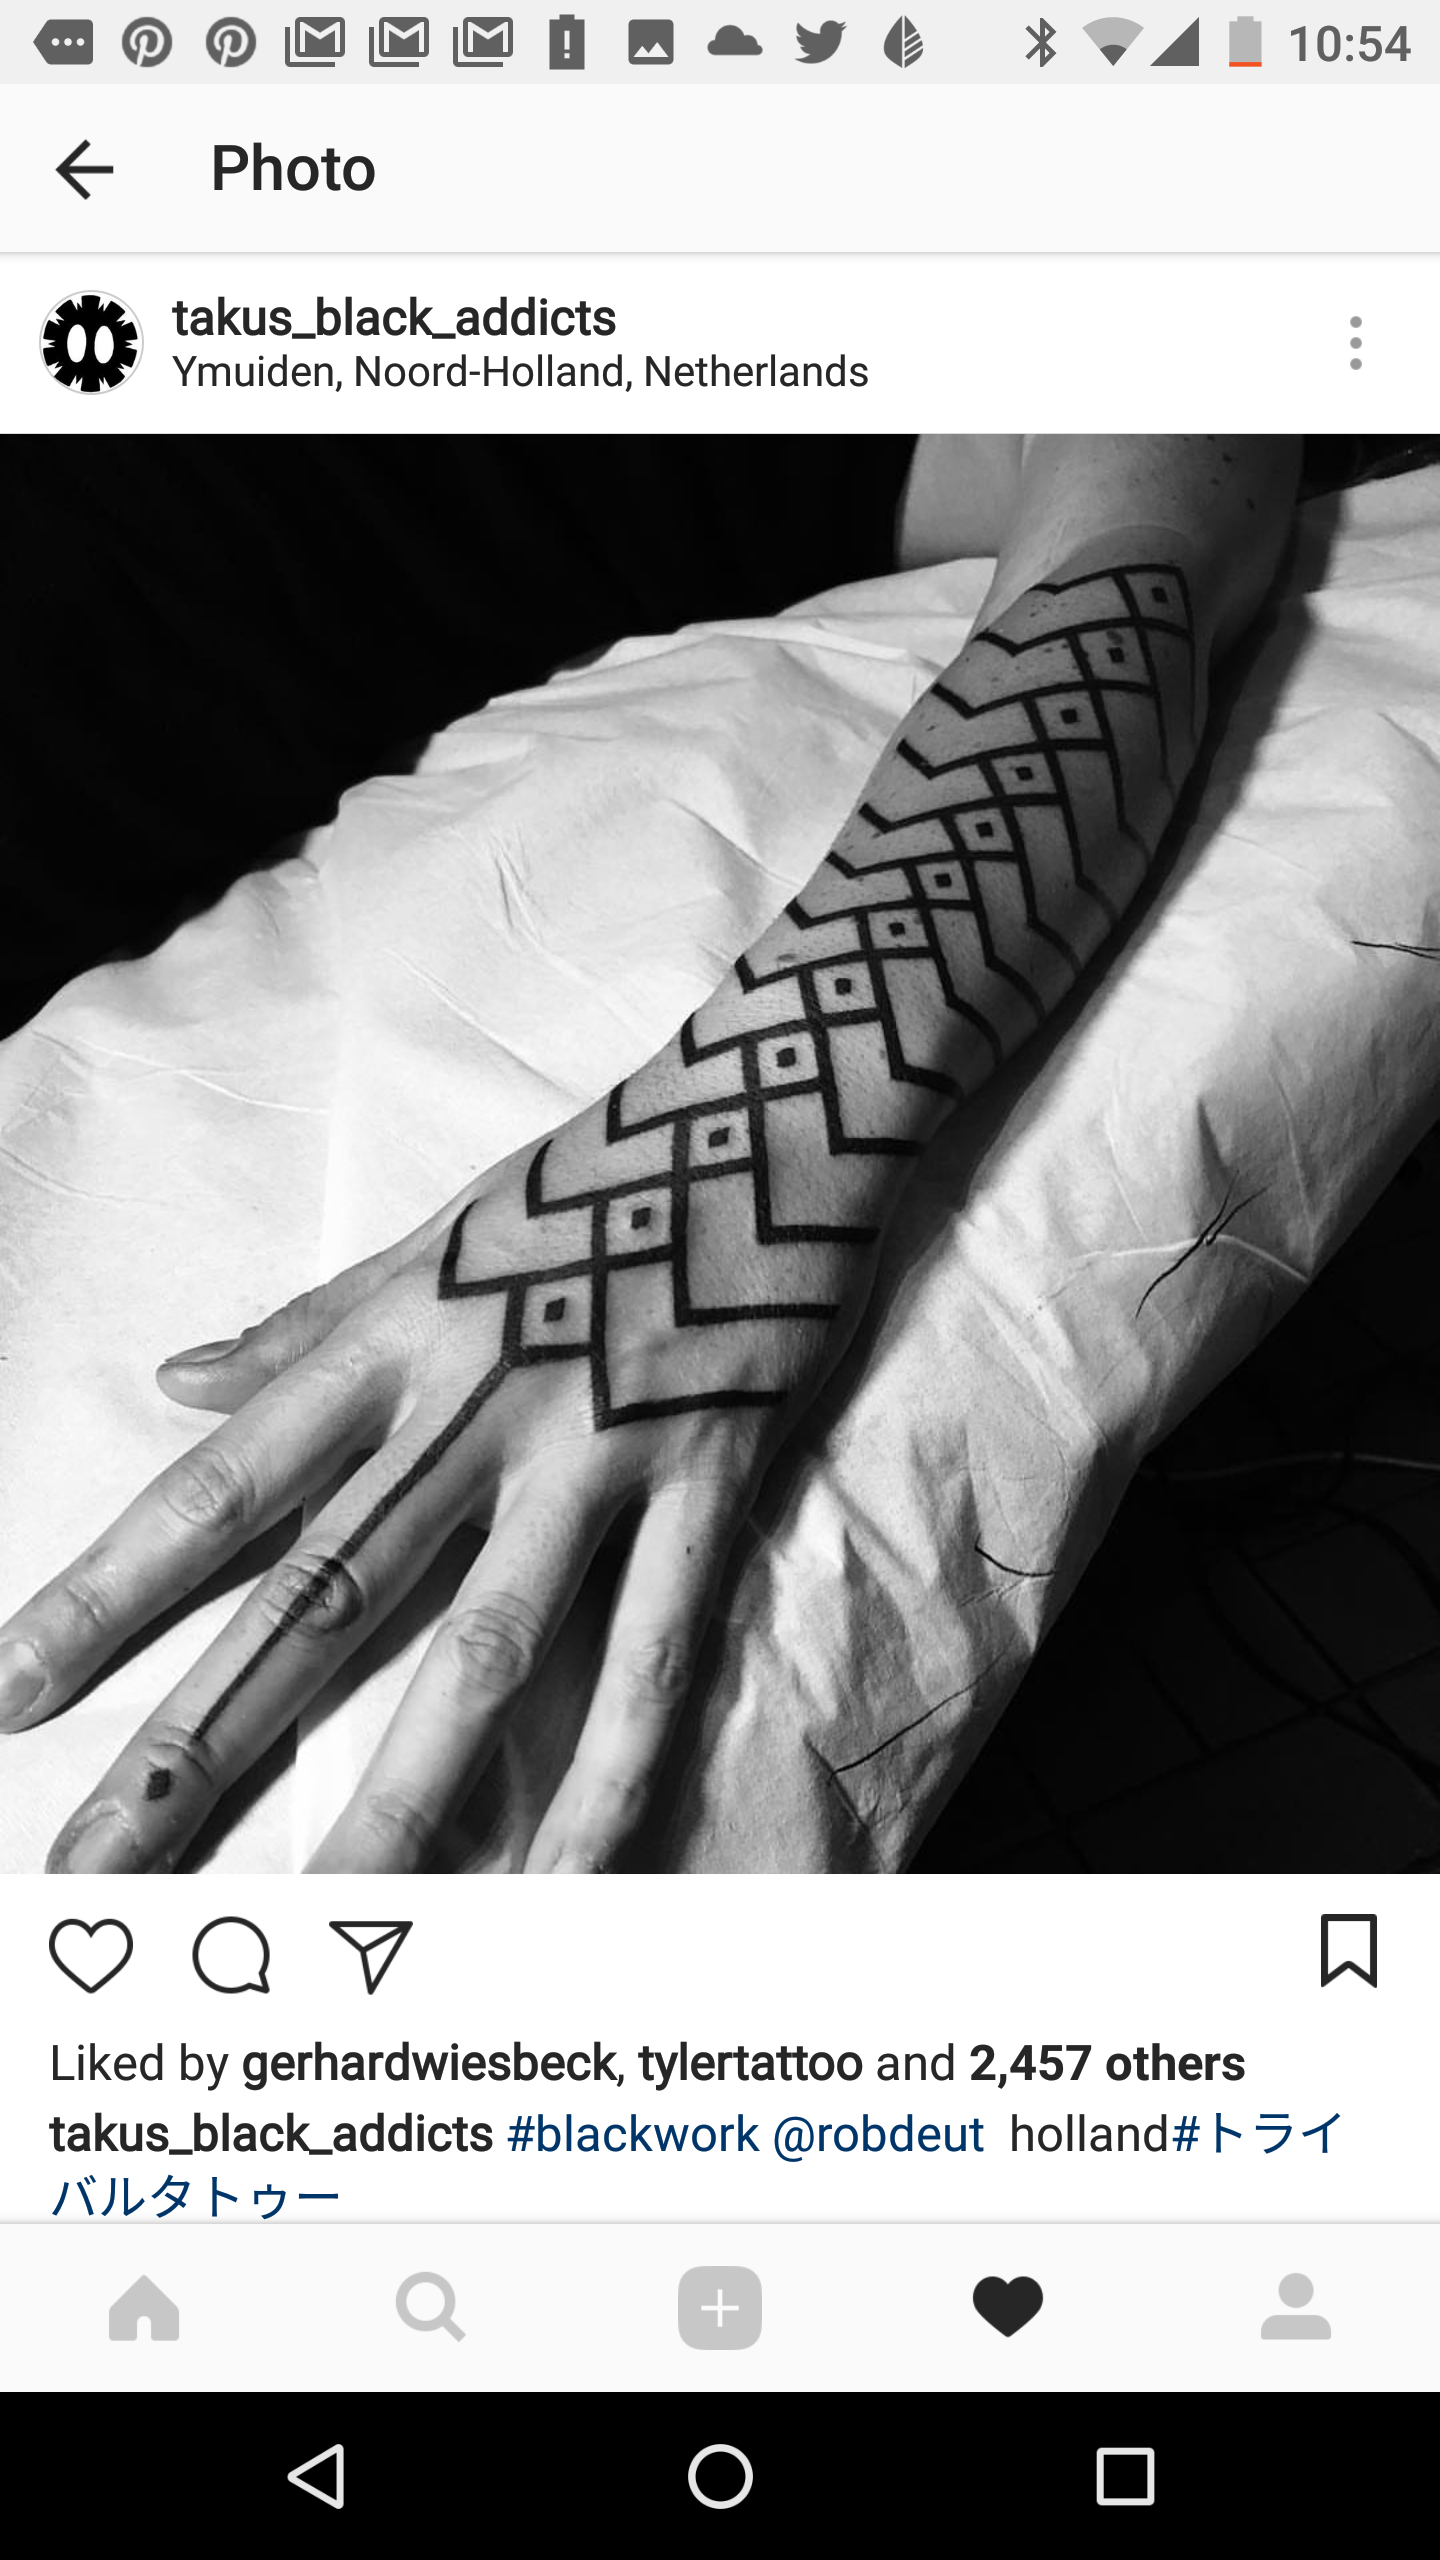 10:54
Photo
takus_black_addicts
Ymuiden, Noord-Holland, Netherlands
Liked by gerhardwiesbeck, tylertattoo and 2,457 others
takus_black_addicts #blackwork @robdeut holland#トライ
バルタトゥー